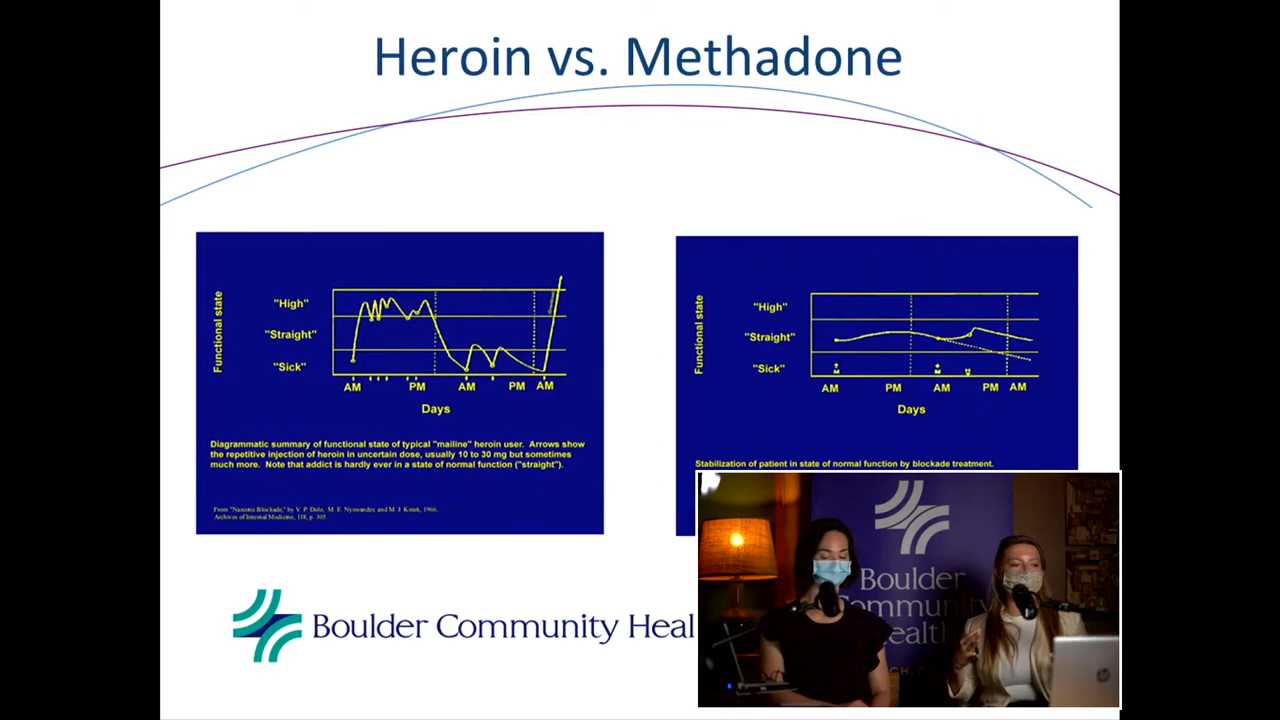 Heroin vs. Methadone
Functional state
"High"
"Straight"
"Sick"
AM
PM
AM
PM
AM
Days
Diagrammatic summary of functional state of typical "mailine" heroin user. Arrows show
the repetitive injection of heroin in uncertain dose, usually 10 to 30 mg but sometimes
much more. Note that addict is hardly ever in a state of normal function ("straight").
From "Narcotic Blockade," by V. P. Dole, M. E. Nyswander, and M. J. Kreek, 1966.
Archives of Internal Medicine, 118, p. 305.
Functional state
"High"
"Straight"
"Sick"
AM
PM
AM
PM
AM
Days
Stabilization of patient in state of normal function by blockade treatment.
Boulder Community Heal
Boulder
Community
Health